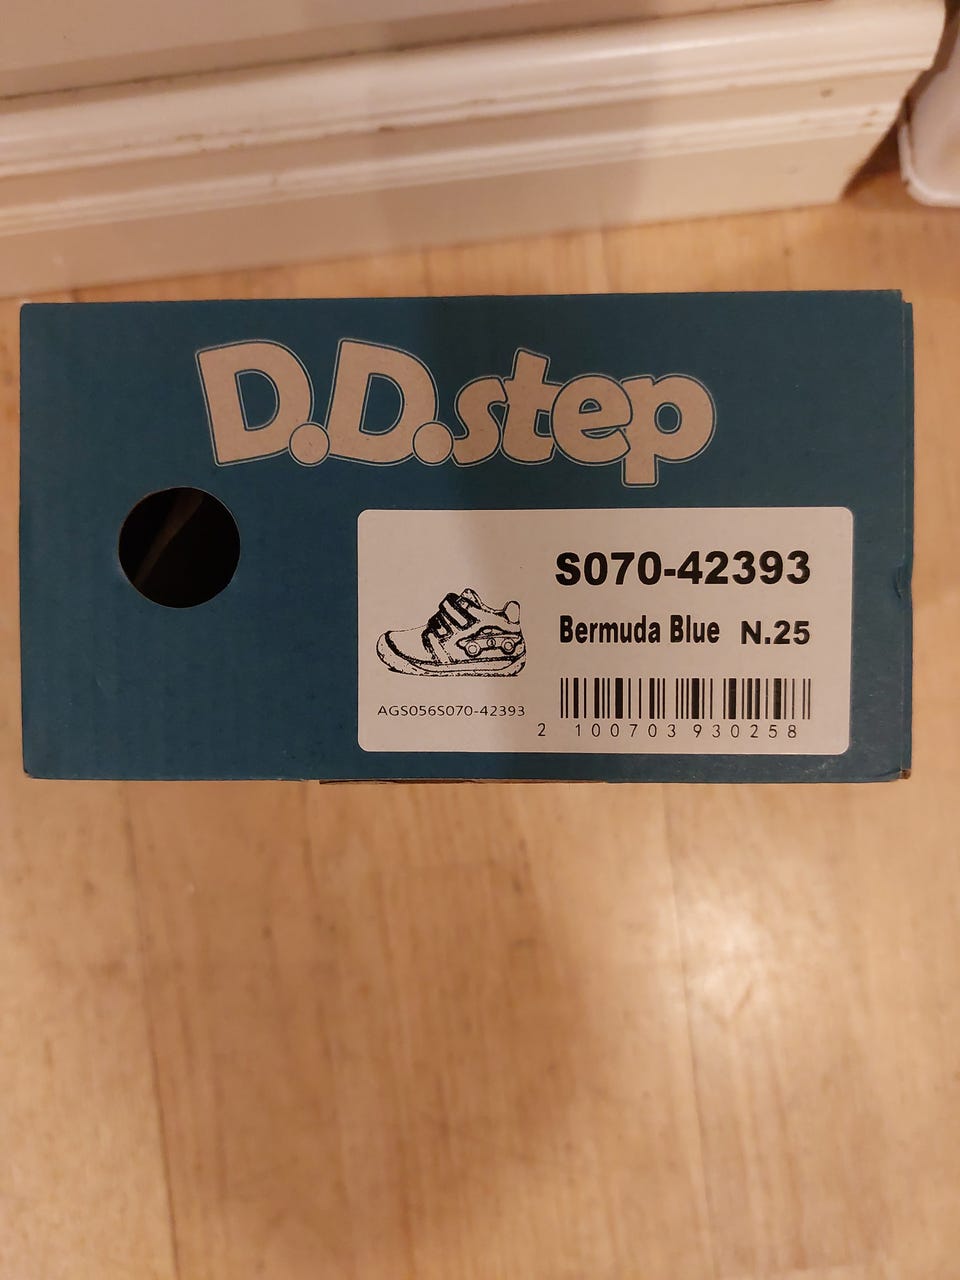 D.D.step
S070-42393
Bermuda Blue N.25
AGS056S070-42393
2 100703 930258